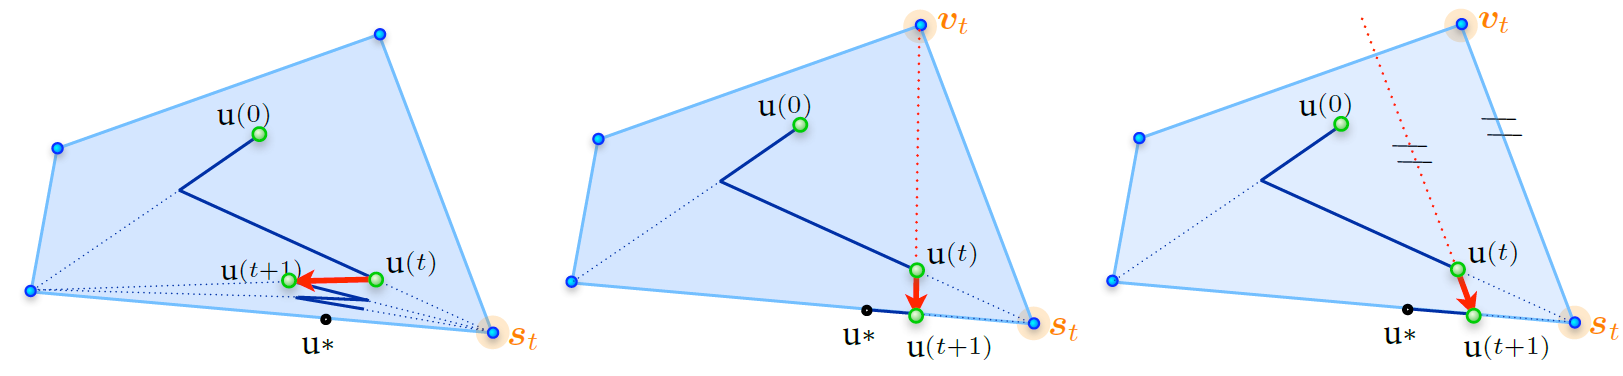 u(0)
u(t+1)
u(t)
u*
s_t
v_t
u(0)
u(t)
u*
u(t+1)
s_t
v_t
u(0)
u(t)
u*
u(t+1)
s_t